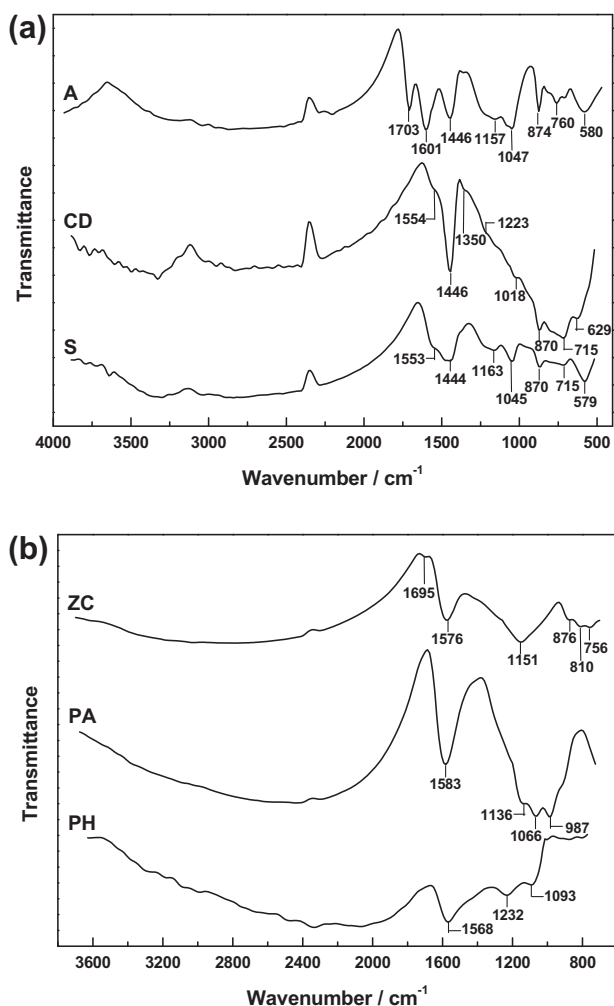 (a)
A
1703
1601
1446
1157
1047
874
760
580
CD
1554
1446
1350
1223
1018
870
715
629
S
1553
1444
1163
1045
870
715
579
Transmittance
4000 3500 3000 2500 2000 1500 1000 500
Wavenumber / cm-1
(b)
ZC
1695
1576
1151
876
810
756
PA
1583
1136
1066
987
PH
1568
1232
1093
Transmittance
3600 3200 2800 2400 2000 1600 1200 800
Wavenumber / cm-1